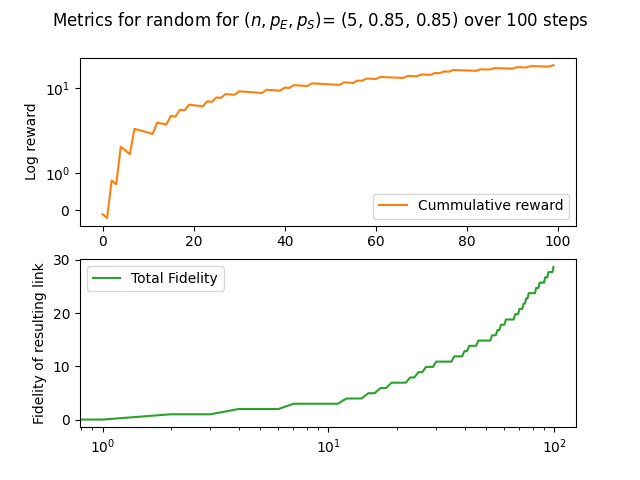 Metrics for random for (n, p_E, p_S)= (5, 0.85, 0.85) over 100 steps
Log reward
10^1
10^0
0
Cummulative reward
0 20 40 60 80 100
Fidelity of resulting link
30
20
10
0
Total Fidelity
10^0 10^1 10^2